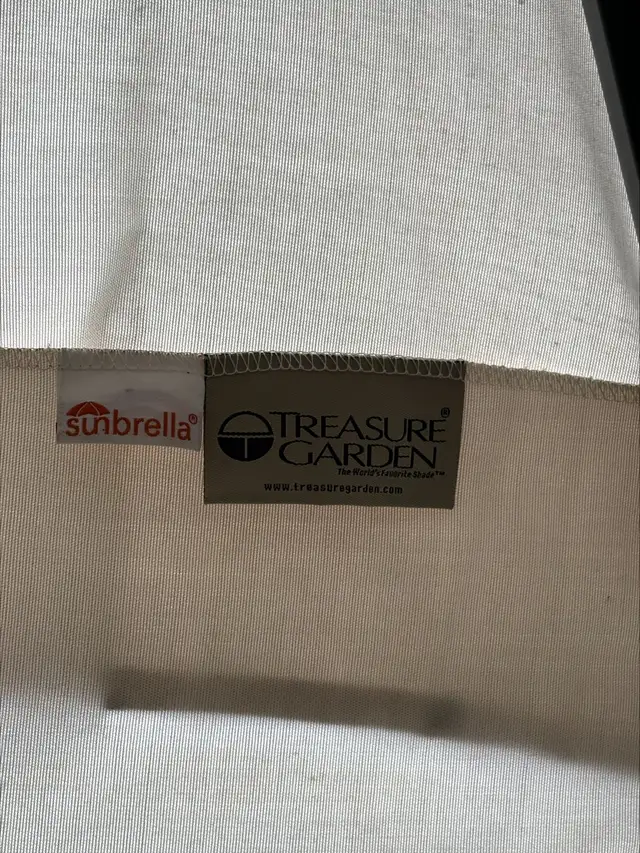 sunbrella®
TREASURE®
GARDEN
The World's Favorite Shade™
www.treasuregarden.com